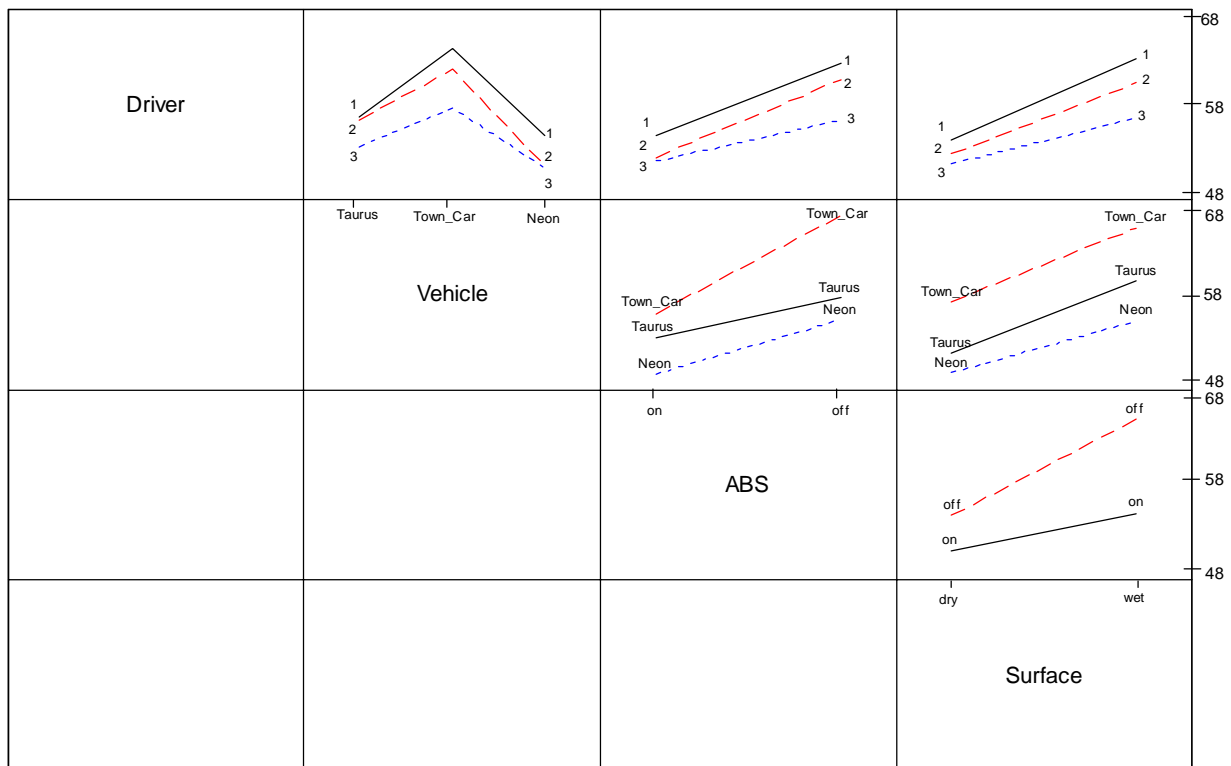 68
1
1
1
Driver
1
2
2
58
2
3
1
1
3
1
2
2
2
3
3
3
3
48
Taurus
Town_Car
Neon
68
Town_Car
Town_Car
Taurus
Vehicle
Taurus
Town_Car
Town_Car
58
Neon
Taurus
Taurus
Neon
Neon
48
68
on
off
off
ABS
58
off
on
on
48
dry
wet
Surface